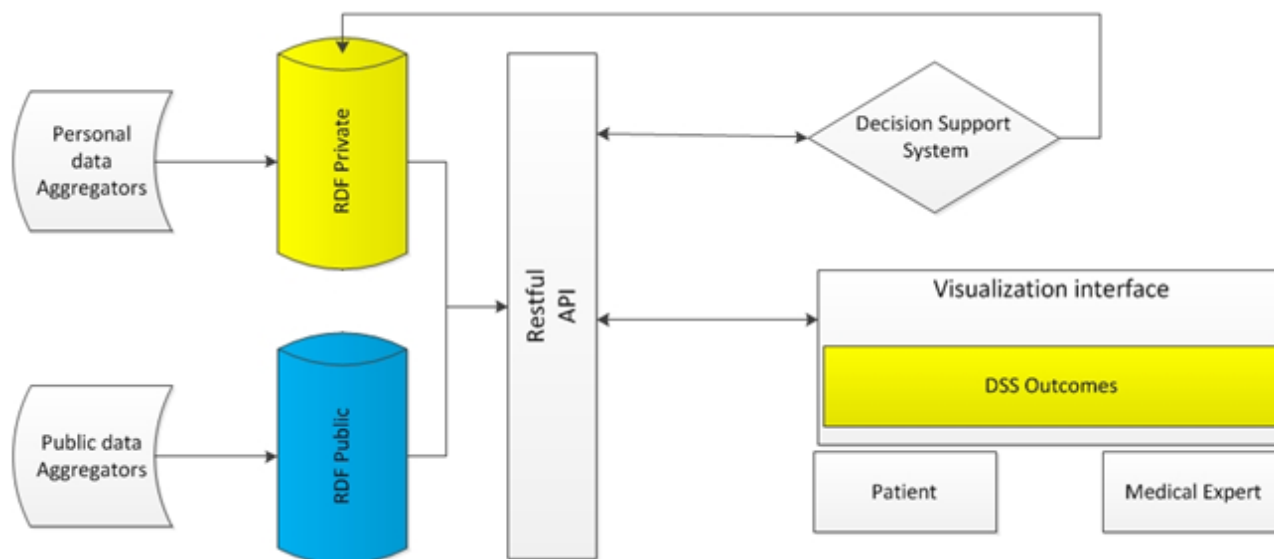 Personal
data
Aggregators
RDF Private
Restful
API
Decision Support
System
Visualization interface
DSS Outcomes
Public data
Aggregators
RDF Public
Patient
Medical Expert